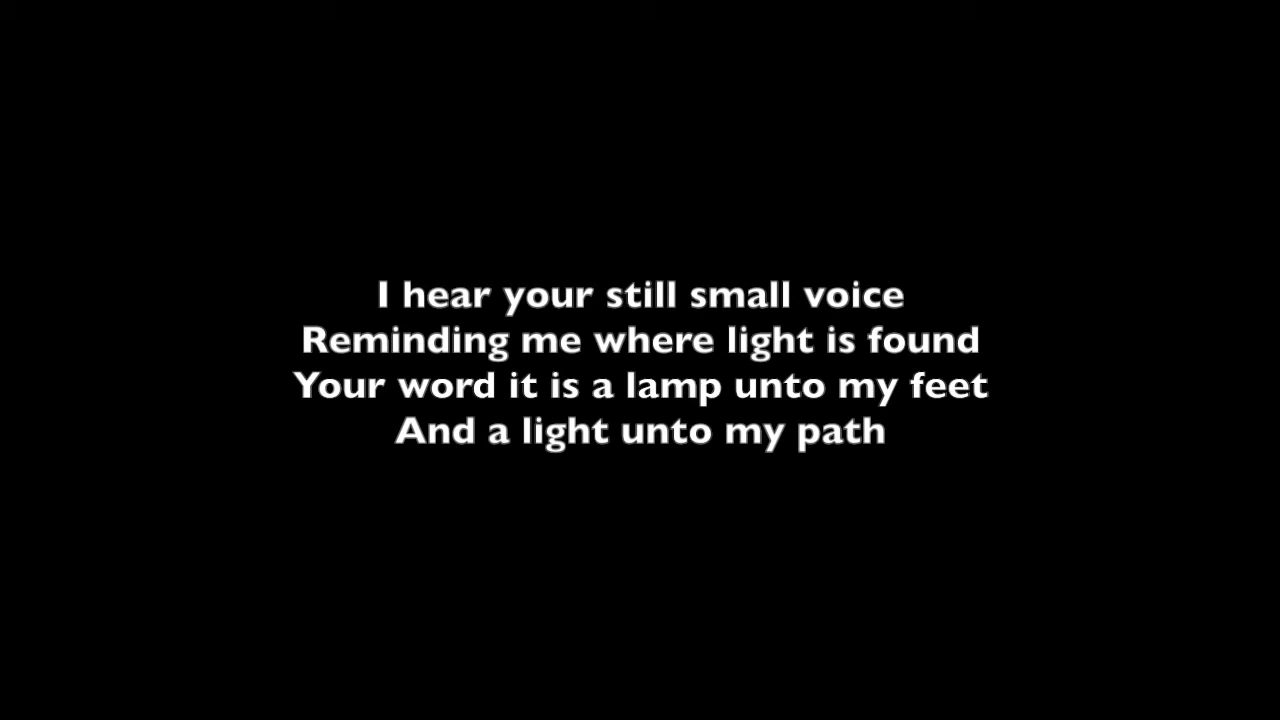 I hear your still small voice
Reminding me where light is found
Your word it is a lamp unto my feet
And a light unto my path